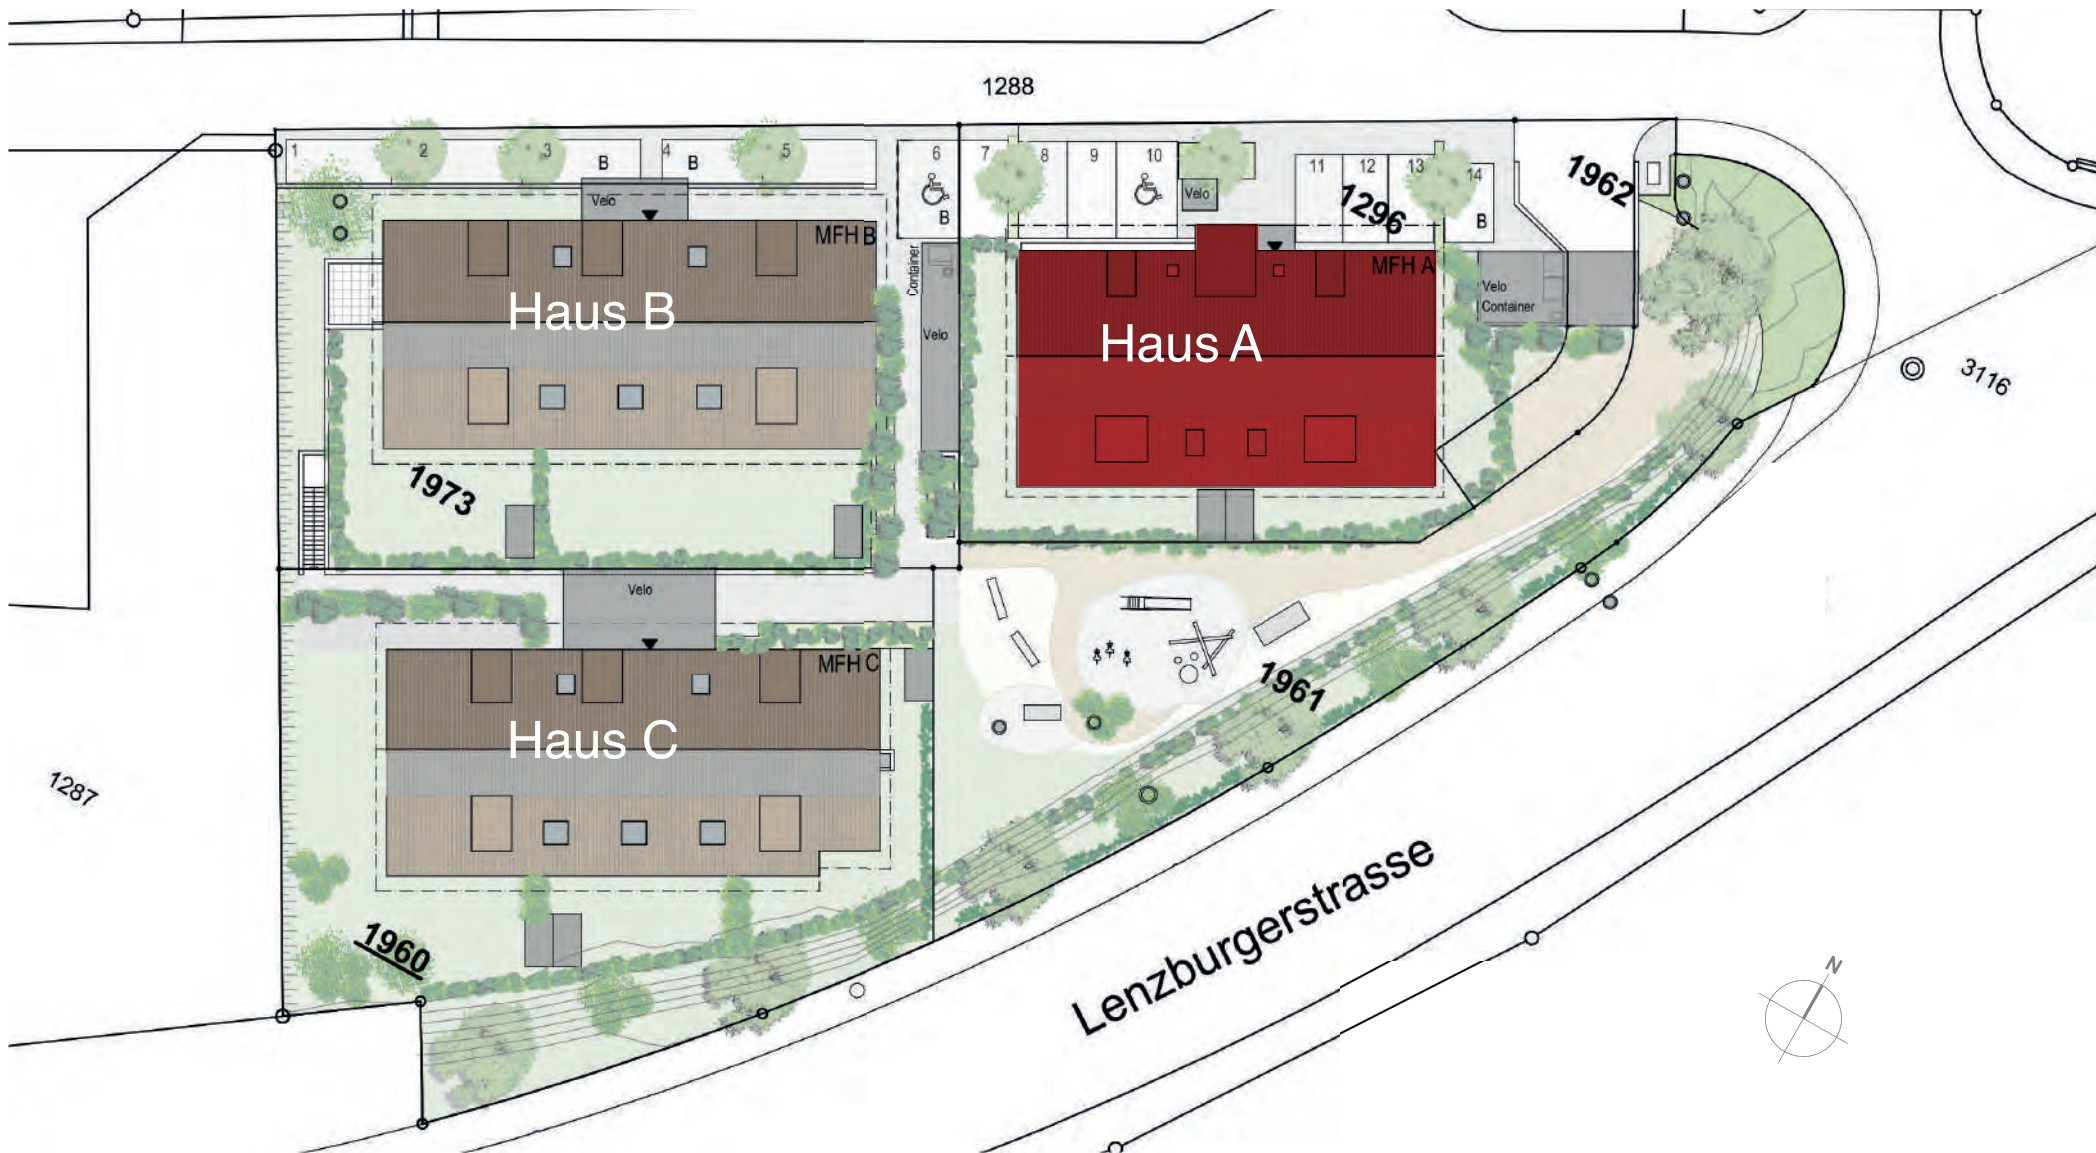 1288
1
2
3
B
4
B
5
6
B
7
8
9
10
11
12
13
14
B
Velo
Velo
1296
1962
MFH B
MFH A
Container
Velo
Velo
Container
Haus B
Haus A
3116
1973
Velo
MFH C
Haus C
1961
1287
1960
Lenzburgerstrasse
N